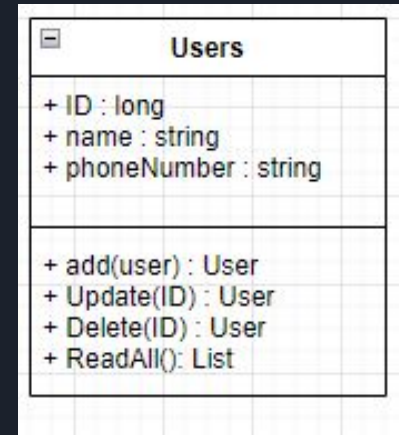 Users
+ ID : long
+ name : string
+ phoneNumber : string
+ add(user) : User
+ Update(ID) : User
+ Delete(ID) : User
+ ReadAll(): List